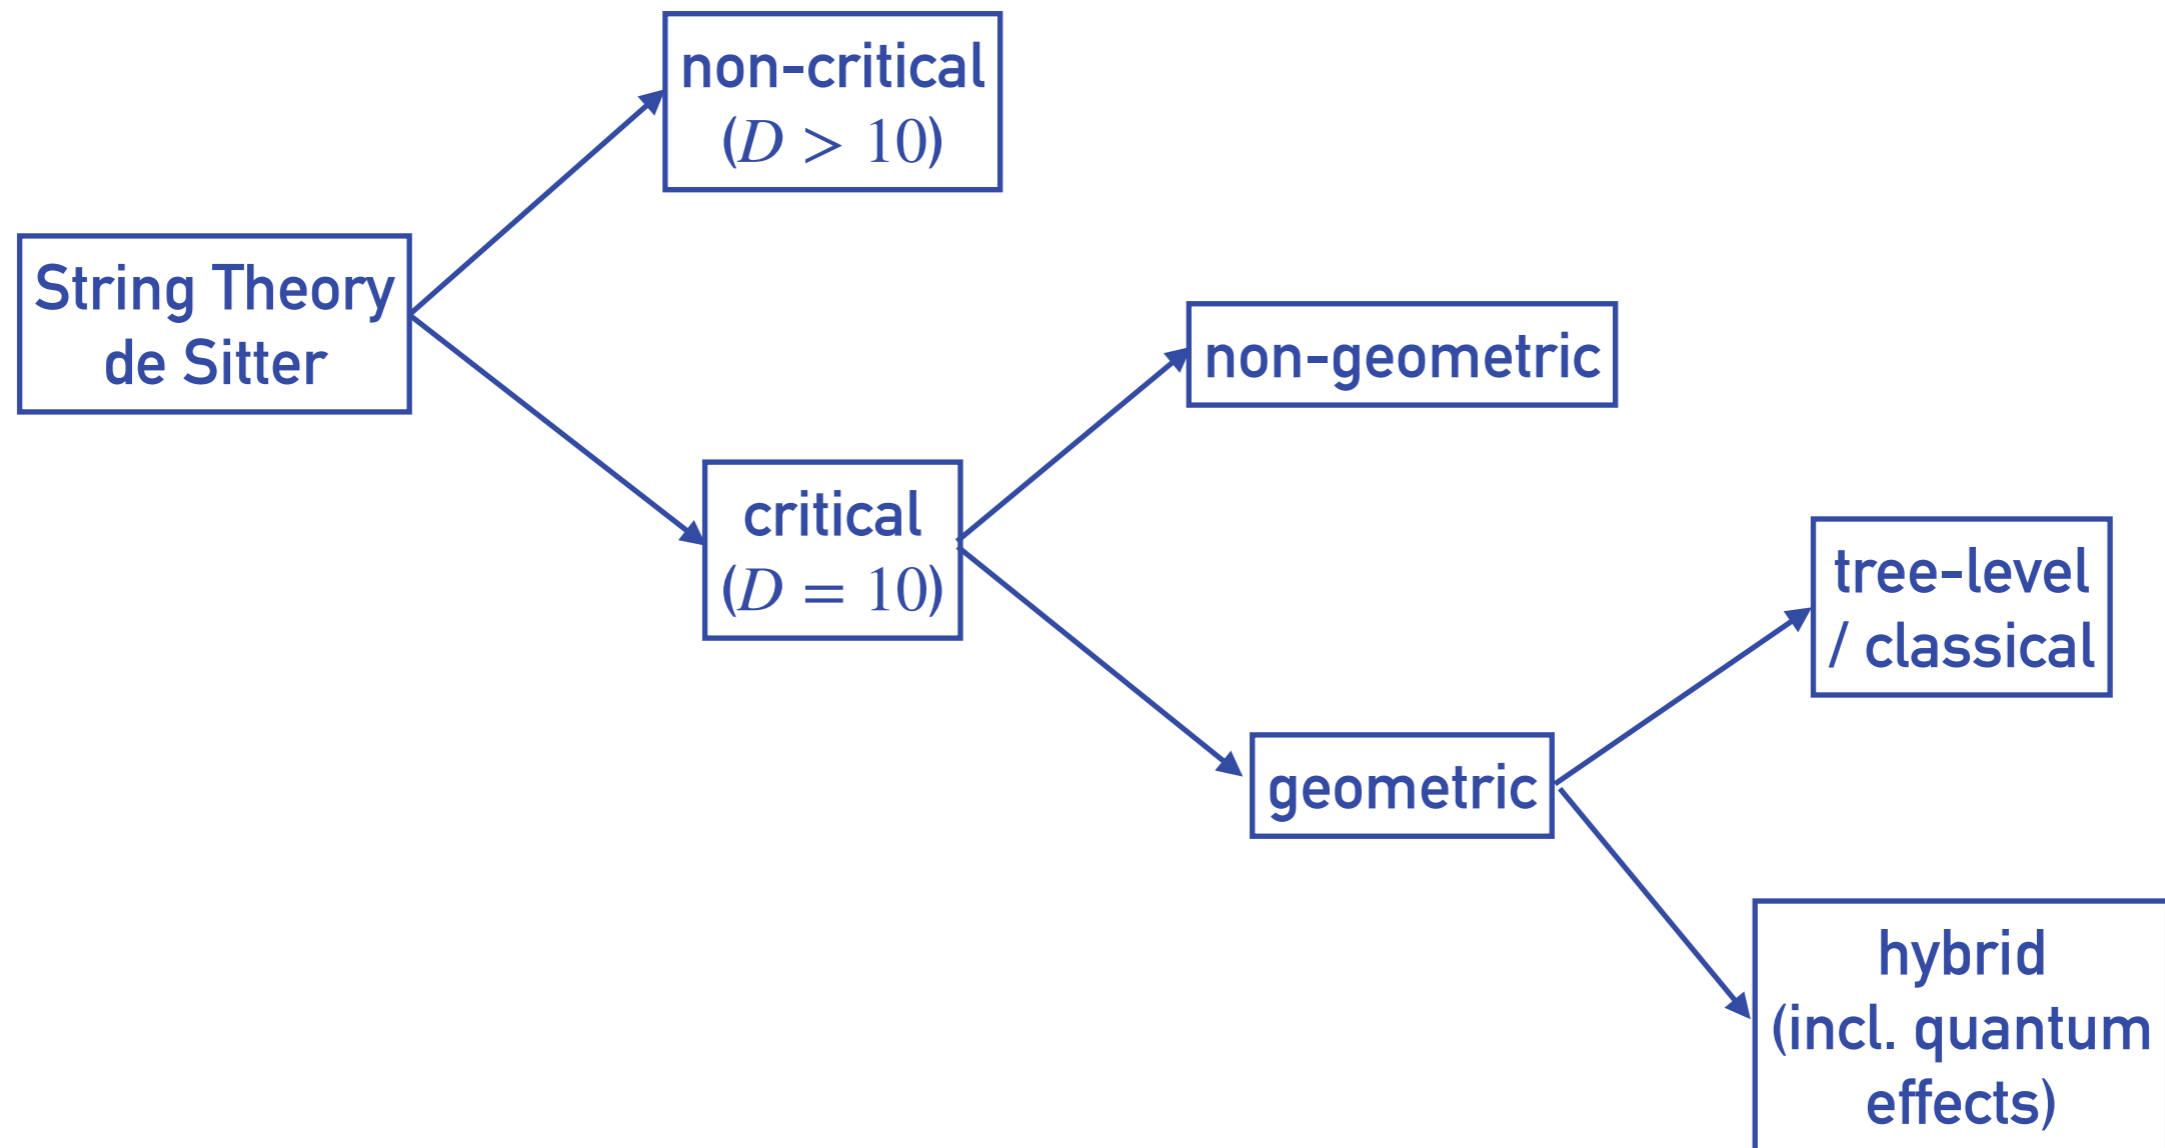 non-critical
(D > 10)
String Theory
de Sitter
non-geometric
critical
(D = 10)
tree-level
/ classical
geometric
hybrid
(incl. quantum
effects)